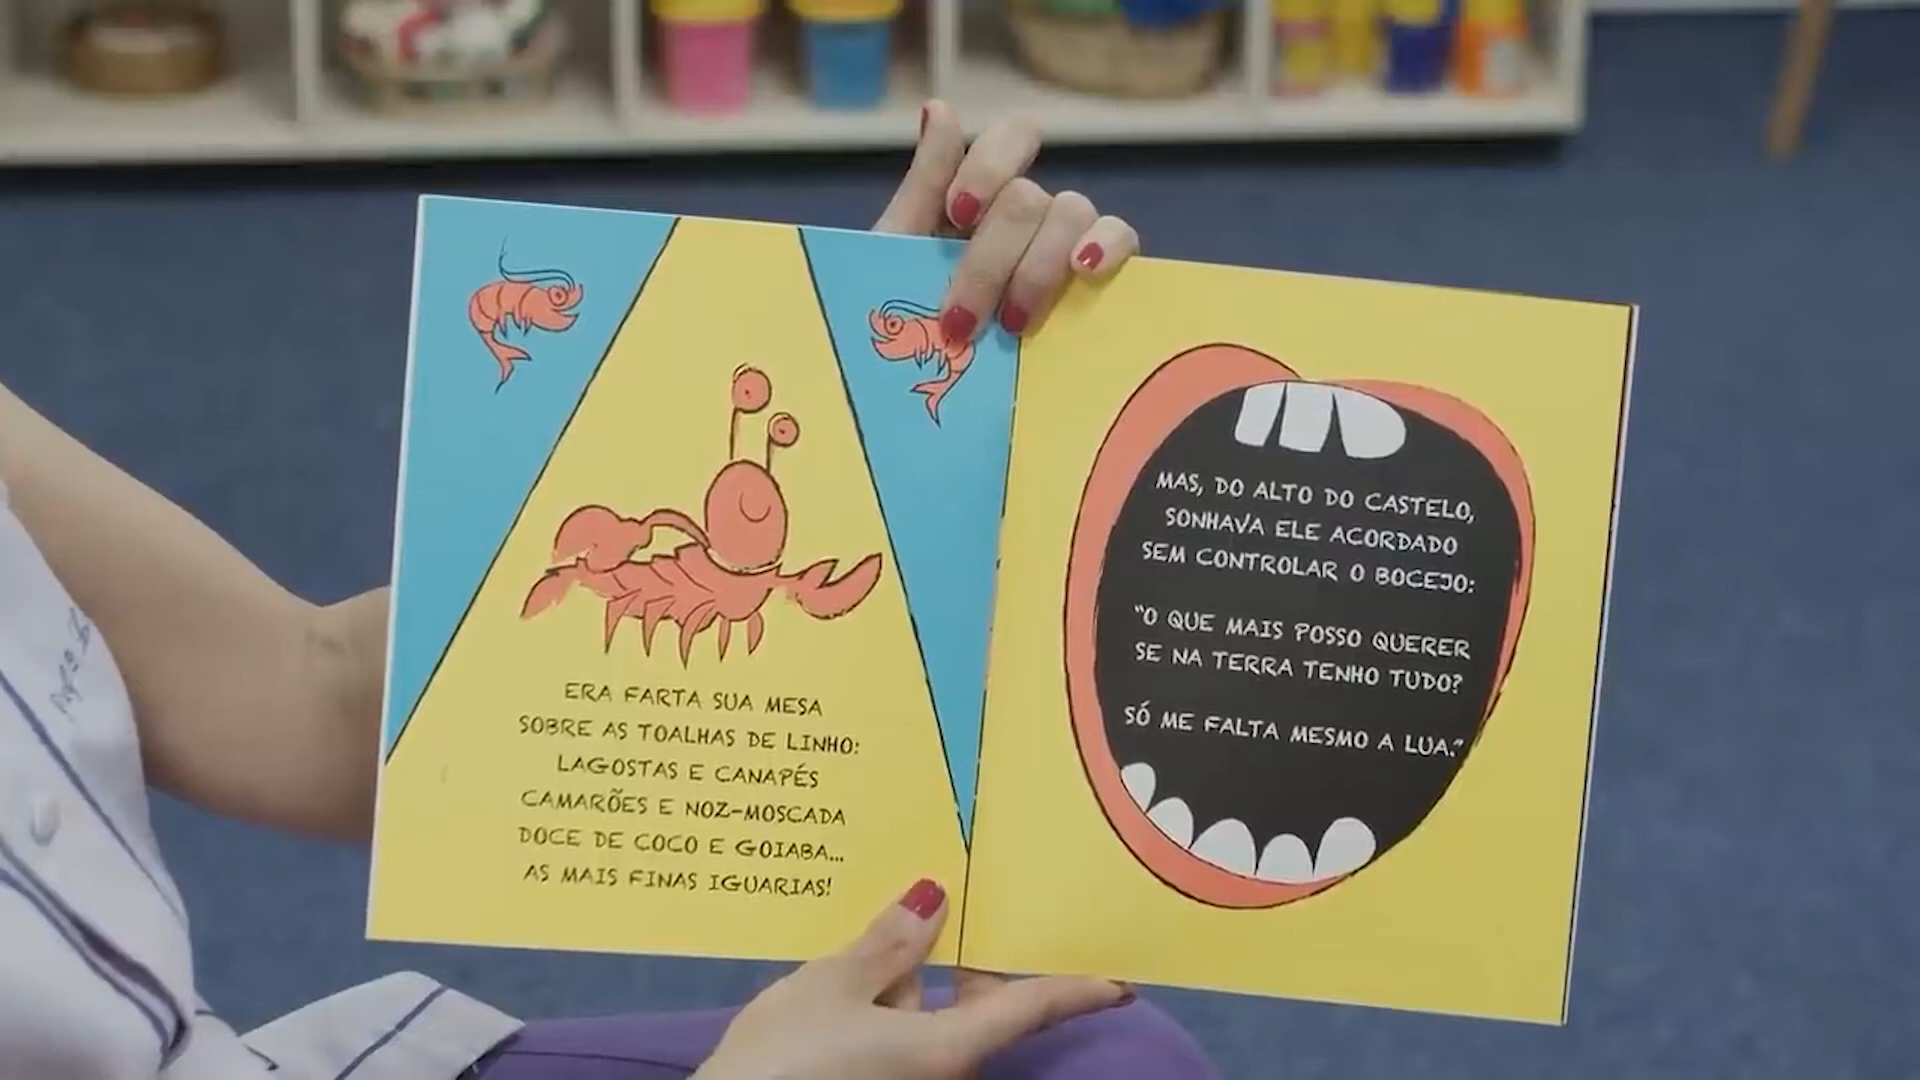 ERA FARTA SUA MESA
SOBRE AS TOALHAS DE LINHO:
LAGOSTAS E CANAPÉS
CAMARÕES E NOZ-MOSCADA
DOCE DE COCO E GOIABA...
AS MAIS FINAS IGUARIAS!
MAS, DO ALTO DO CASTELO,
SONHAVA ELE ACORDADO
SEM CONTROLAR O BOCEJO:
"O QUE MAIS POSSO QUERER
SE NA TERRA TENHO TUDO?
SÓ ME FALTA MESMO A LUA."